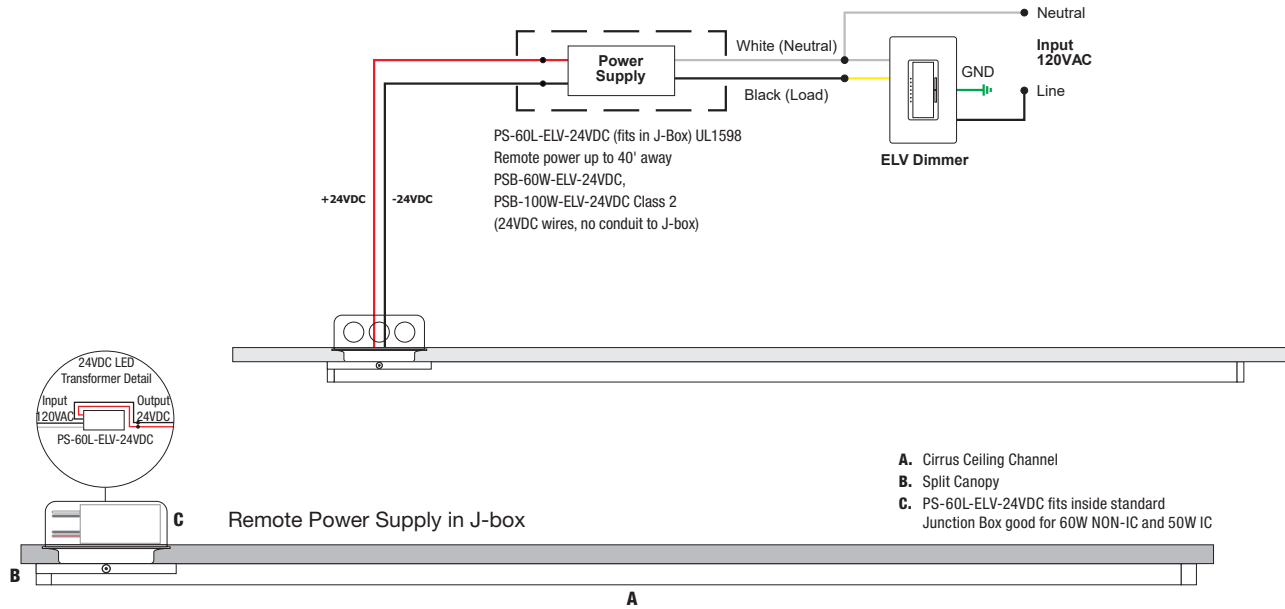 Neutral
Input
120VAC
Line
White (Neutral)
Power
Supply
GND
Black (Load)
ELV Dimmer
PS-60L-ELV-24VDC (fits in J-Box) UL1598
Remote power up to 40' away
PSB-60W-ELV-24VDC,
PSB-100W-ELV-24VDC Class 2
(24VDC wires, no conduit to J-box)
+24VDC
-24VDC
24VDC LED
Transformer Detail
Input
Output
120VAC
24VDC
PS-60L-ELV-24VDC
A. Cirrus Ceiling Channel
B. Split Canopy
C. PS-60L-ELV-24VDC fits inside standard
Junction Box good for 60W NON-IC and 50W IC
C
Remote Power Supply in J-box
B
A